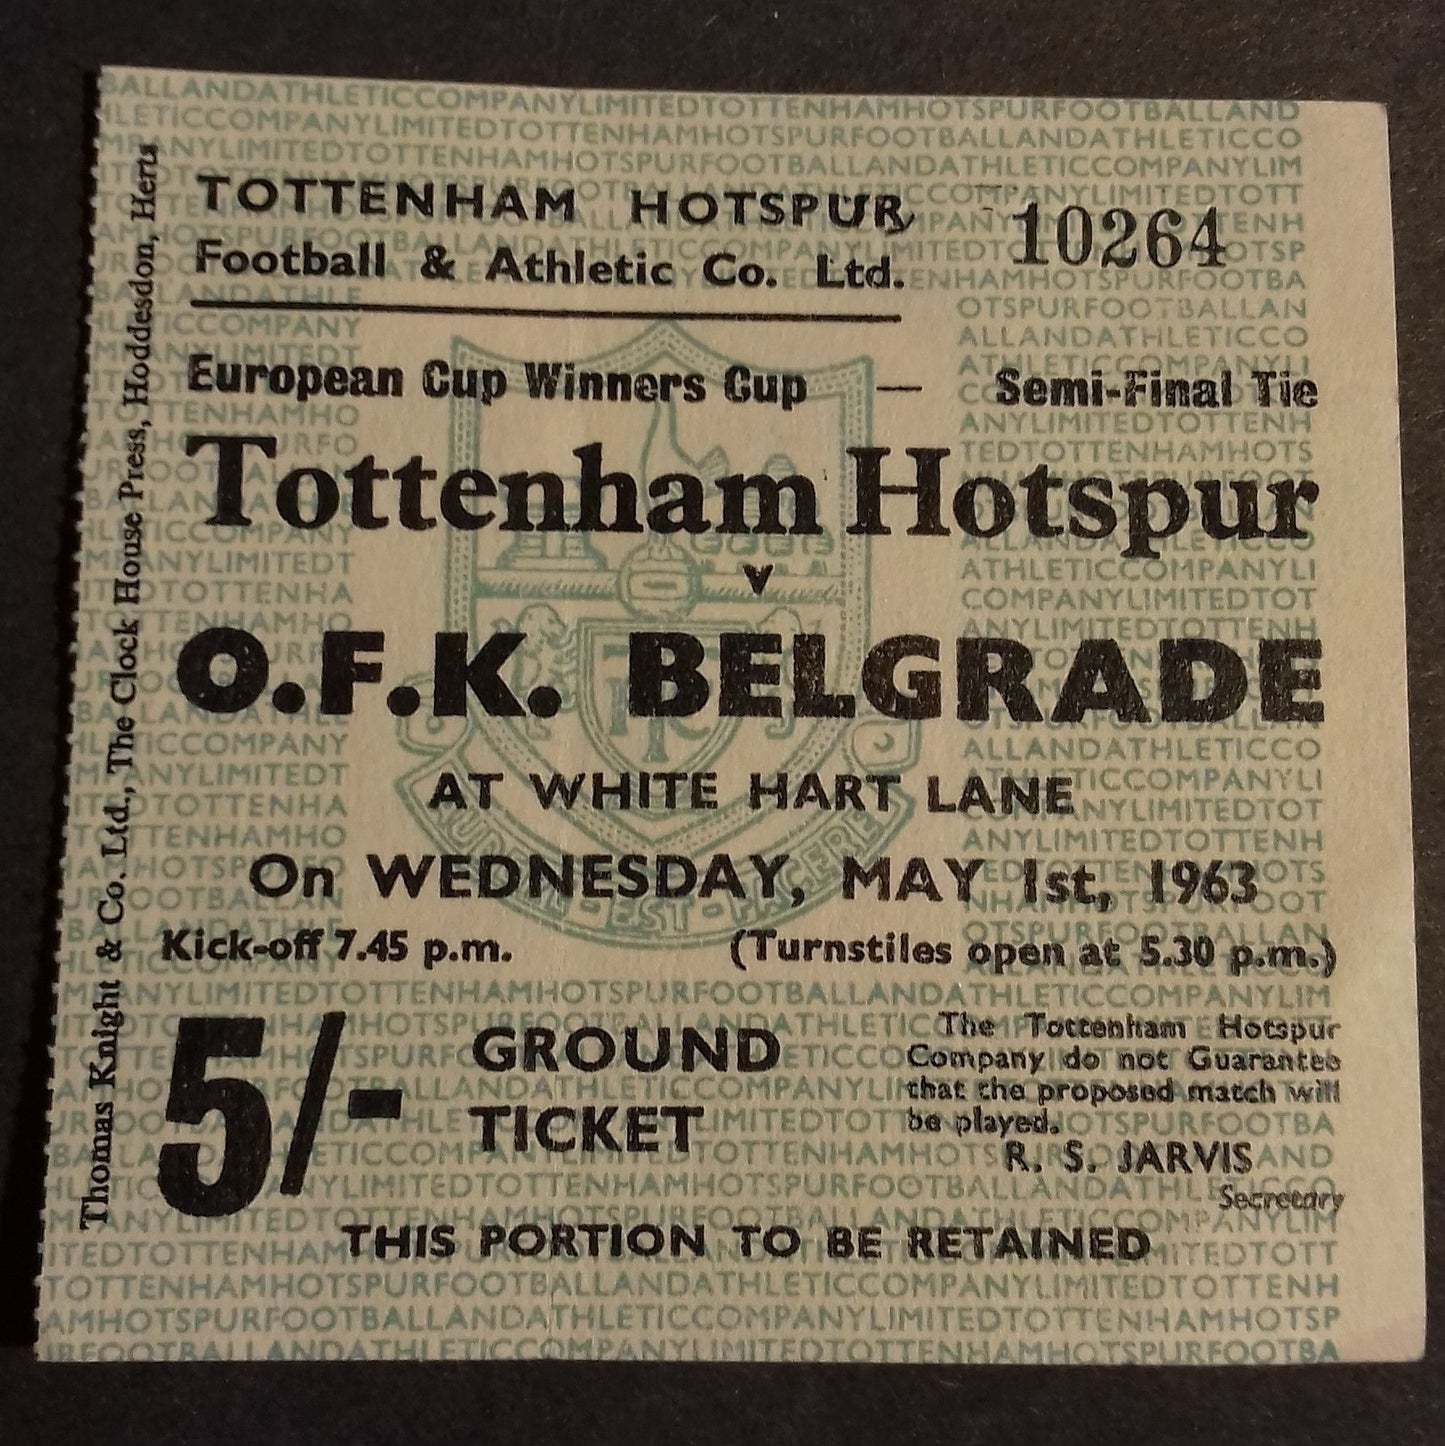 TOTTENHAM HOTSPUR
Football & Athletic Co. Ltd.
10264
European Cup Winners Cup — Semi-Final Tie
Tottenham Hotspur
v
O.F.K. BELGRADE
AT WHITE HART LANE
On WEDNESDAY, MAY 1st, 1963
Kick-off 7.45 p.m. (Turnstiles open at 5.30 p.m.)
5/- GROUND
TICKET
The Tottenham Hotspur
Company do not Guarantee
that the proposed match will
be played.
R. S. JARVIS
Secretary
THIS PORTION TO BE RETAINED
Thomas Knight & Co. Ltd., The Clock House Press, Hoddesdon, Herts